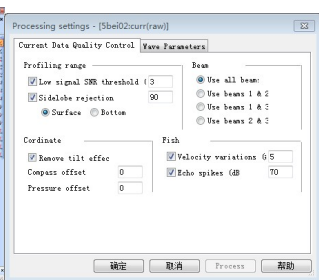 Processing settings - [5bei02:curr(raw)]
Current Data Quality Control
Wave Parameters
Profiling range
Low signal SNR threshold ( 3
Sidelobe rejection 90
Surface Bottom
Beam
Use all beam:
Use beams 1 & 2
Use beams 1 & 3
Use beams 2 & 3
Cordinate
Remove tilt effec
Compass offset 0
Pressure offset 0
Fish
Velocity variations (G 5
Echo spikes (dB 70
确定 取消 Process 帮助